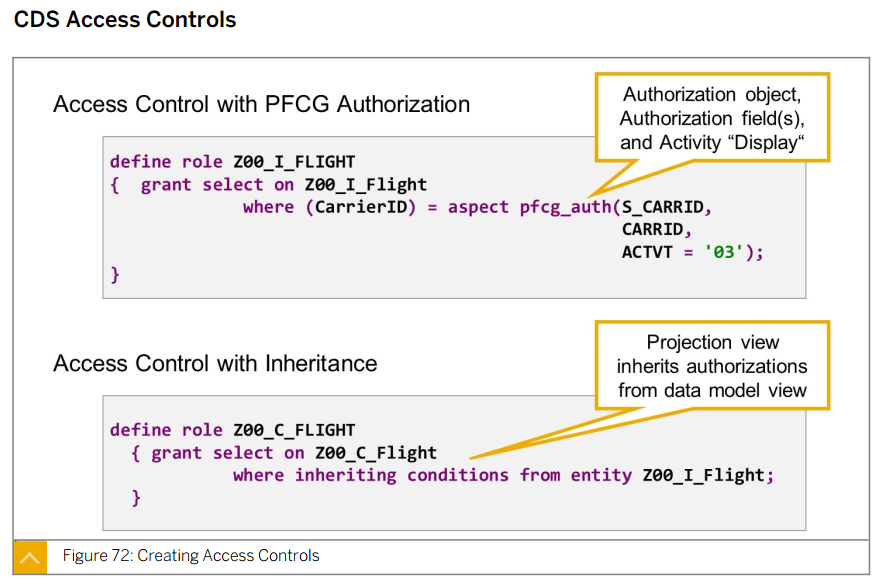 CDS Access Controls
Access Control with PFCG Authorization
Authorization object,
Authorization field(s),
and Activity “Display“
define role Z00_I_FLIGHT
{ grant select on Z00_I_Flight
where (CarrierID) = aspect pfcg_auth(S_CARRID,
CARRID,
ACTVT = '03');
}
Access Control with Inheritance
Projection view
inherits authorizations
from data model view
define role Z00_C_FLIGHT
{ grant select on Z00_C_Flight
where inheriting conditions from entity Z00_I_Flight;
}
Figure 72: Creating Access Controls